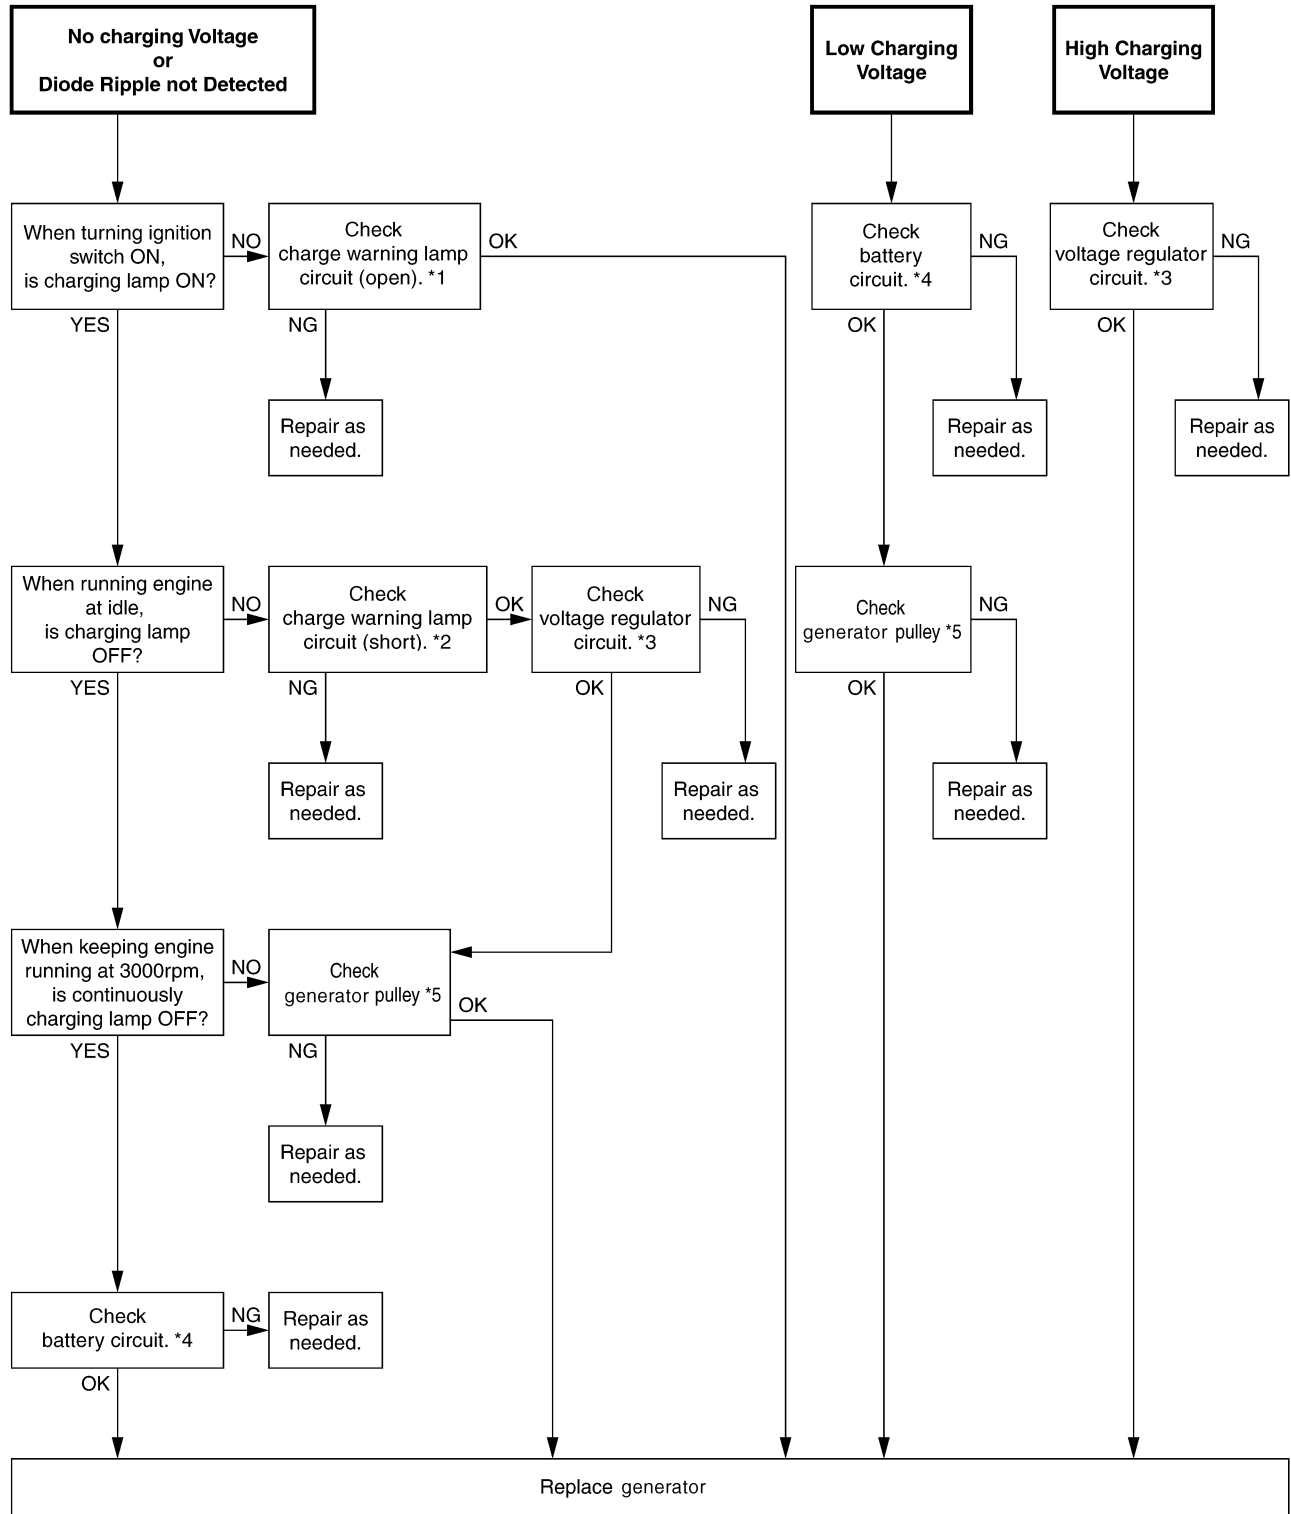 No charging Voltage
or
Diode Ripple not Detected
Low Charging
Voltage
High Charging
Voltage
When turning ignition
switch ON,
is charging lamp ON?
NO
YES
Check
charge warning lamp
circuit (open). *1
OK
NG
Repair as
needed.
Check
battery
circuit. *4
NG
OK
Repair as
needed.
Check
voltage regulator
circuit. *3
NG
OK
Repair as
needed.
When running engine
at idle,
is charging lamp
OFF?
NO
YES
Check
charge warning lamp
circuit (short). *2
OK
NG
Repair as
needed.
Check
voltage regulator
circuit. *3
NG
OK
Repair as
needed.
Check
generator pulley *5
NG
OK
Repair as
needed.
When keeping engine
running at 3000rpm,
is continuously
charging lamp OFF?
NO
YES
Check
generator pulley *5
OK
NG
Repair as
needed.
Check
battery circuit. *4
NG
OK
Repair as
needed.
Replace generator